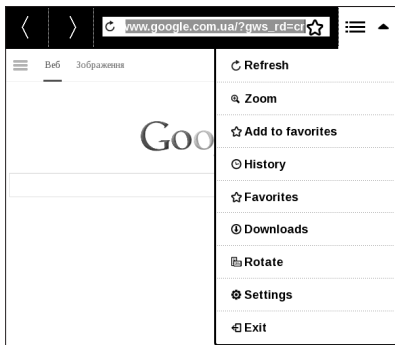 www.google.com.ua/?gws_rd=cr
Веб Зображення
Goo
Refresh
Zoom
Add to favorites
History
Favorites
Downloads
Rotate
Settings
Exit